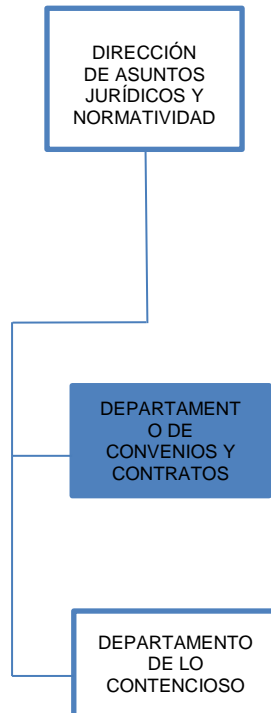 DIRECCIÓN
DE ASUNTOS
JURÍDICOS Y
NORMATIVIDAD
DEPARTAMENT
O DE
CONVENIOS Y
CONTRATOS
DEPARTAMENTO
DE LO
CONTENCIOSO